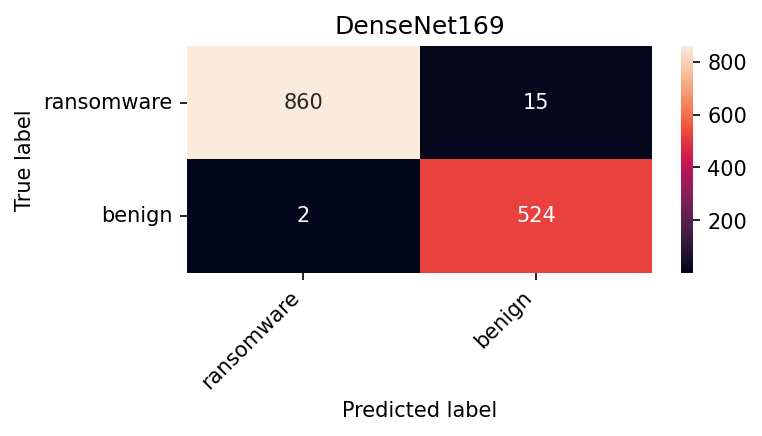 DenseNet169
True label
ransomware
860
15
benign
2
524
800
600
400
200
ransomware
benign
Predicted label